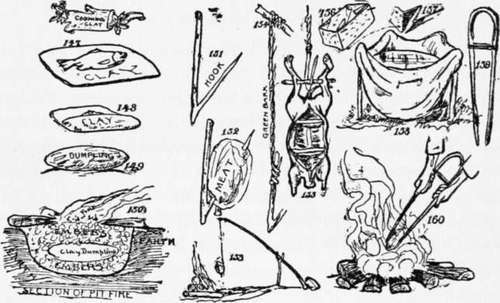 COOKING
CLAY
147
CLAY
148
CLAY
DUMPLING
149
150
EMBERS
EARTH
Clay Dumpling
EMBERS
SECTION OF PIT FIRE
151
HOOK
152
MEAT
153
154
GREEN BARK
155
156
157
158
159
160